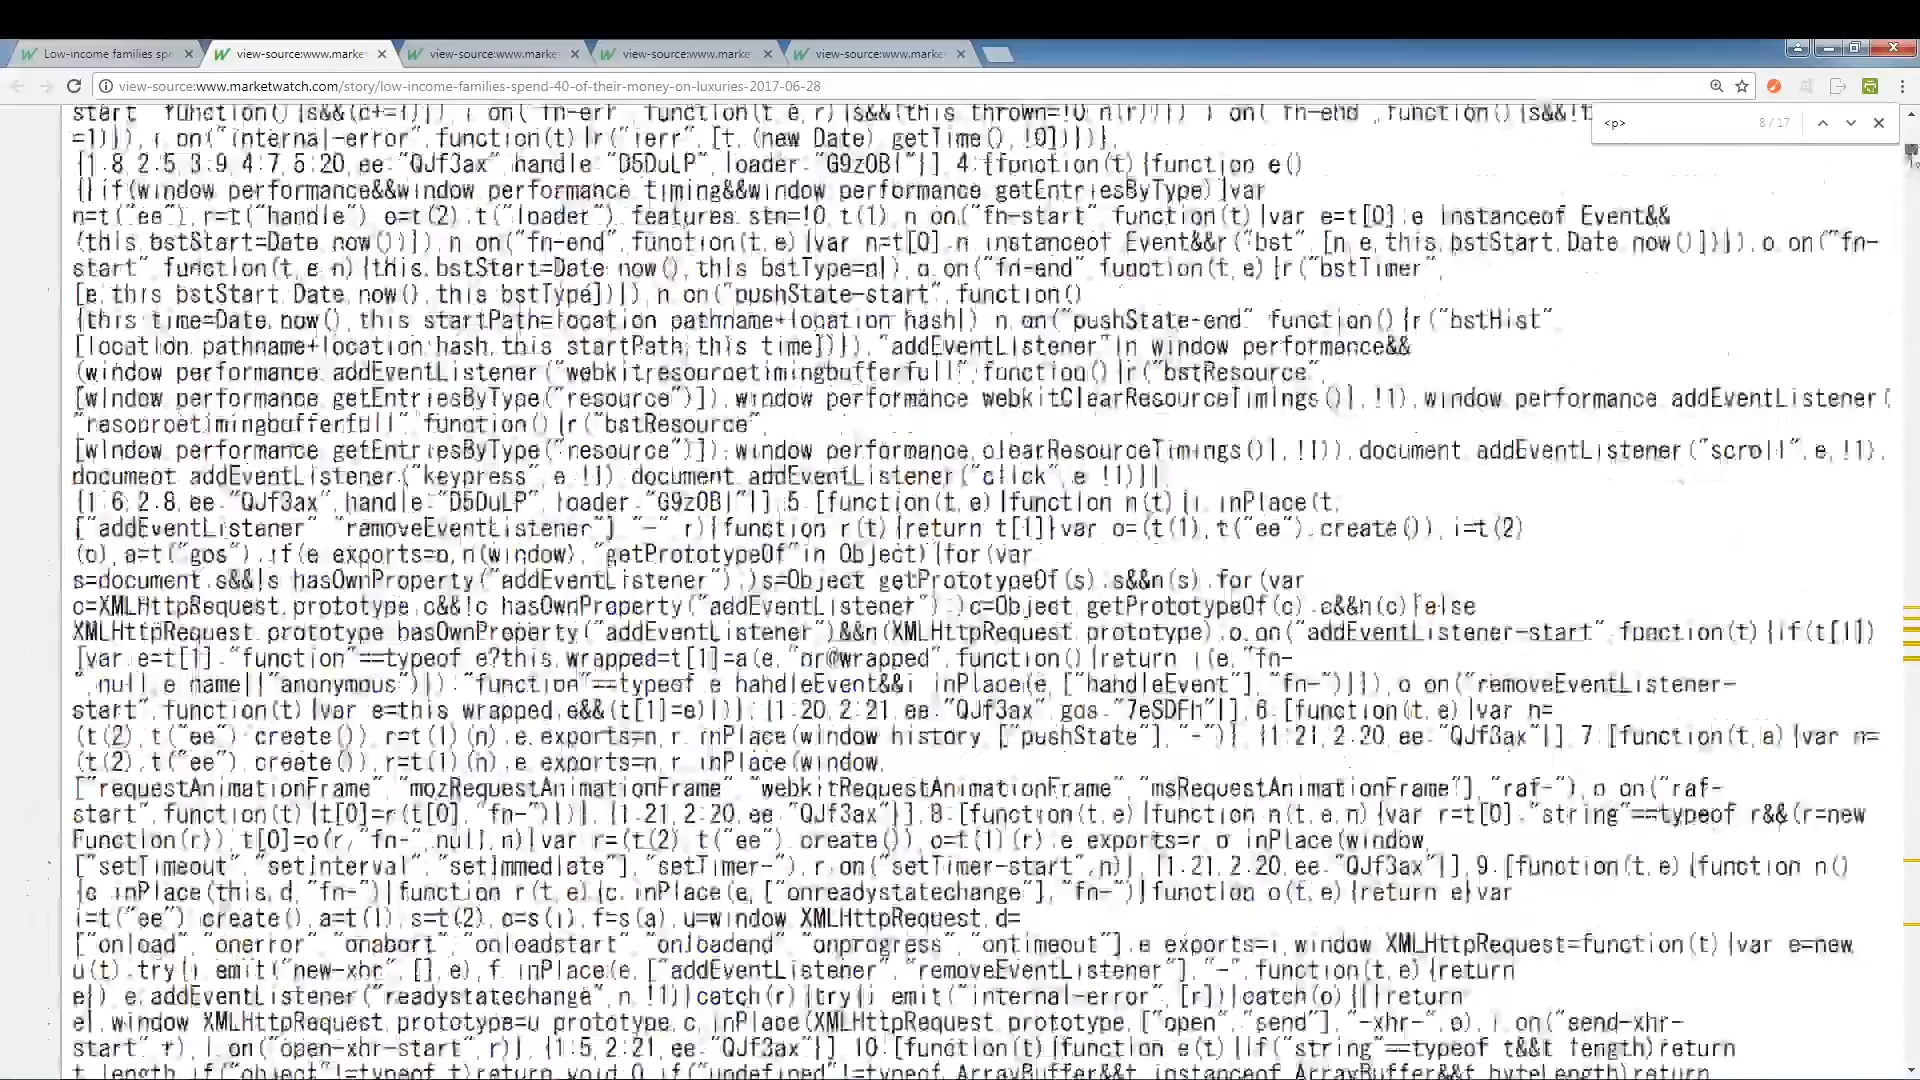 Low-income families spe
view-source:www.marke
view-source:www.marke
view-source:www.marke
view-source:www.marke
view-source:www.marketwatch.com/story/low-income-families-spend-40-of-their-money-on-luxuries-2017-06-28
<p> 8/17
=1)}), i on("internal-error",function(t) {r("ierr", [t, (new Date) getTime(), !0])})},
{1:8, 2:5 3:9 4:7, 5:20, ee "QJf3ax" handle "D5DuLP", loader "G9z0Bl"}] 4:[function(t) {function e()
{} if(window performance&&window performance timing&&window performance getEntriesByType) {var
n=t("ee"), r=t("handle") o=t(2) t("loader") features stn=!0, t(1), n on("fn-start" function(t) {var e=t[0] e instanceof Event&&
(this bstStart=Date now())}), n on("fn-end", function(t, e) {var n=t[0] n instanceof Event&&r("bst", [n e, this bstStart, Date now()])}), o on("fn-
start" function(t, e n) {this, bstStart=Date now(), this bstType=n}), o on("fn-end" function(t, e) {r("bstTimer",
[e, this bstStart Date, now(), this bstType])}), n on("pushState-start", function()
{this time=Date, now(), this startPath=location pathname+location hash}) n, on("pushState-end" function() {r("bstHist"
[location pathname+location hash, this startPath, this time])}), "addEventListener"in window performance&&
(window performance addEventListener("webkitresourcetimingbufferfull" function() {r("bstResource",
[window performance getEntriesByType("resource")]), window performance webkitClearResourceTimings()}, !1), window performance addEventListener(
"resourcetimingbufferfull" function() {r("bstResource"
[window performance getEntriesByType("resource")]), window performance, clearResourceTimings()}, !1)), document addEventListener("scroll", e, !1),
document addEventListener("keypress" e !1) document addEventListener("click" e !1)}}
{1 6; 2 8, ee "QJf3ax", handle "D5DuLP", loader "G9z0Bl"}] 5 [function(t, e) {function n(t) {i, inPlace(t,
["addEventListener" "removeEventListener"] "-" r)}function r(t) {return t[1]}var o=(t(1), t("ee") create()), i=t(2)
(o), a=t("gos") if(e exports=o, n(window), "getPrototypeOf"in Object) {for(var
s=document s&&!s hasOwnProperty("addEventListener") )s=Object getPrototypeOf(s) s&&n(s) for(var
c=XMLHttpRequest, prototype, c&&!c hasOwnProperty("addEventListener") )c=Object, getPrototypeOf(c) c&&n(c)}else
XMLHttpRequest prototype hasOwnProperty("addEventListener")&&n(XMLHttpRequest prototype), o on("addEventListener-start" function(t) {if(t[1])
{var e=t[1] "function"==typeof e?this, wrapped=t[1]=a(e, "or@wrapped", function() {return i(e, "fn-
", null, e name||"anonymous")}) "function"==typeof e handleEvent&&i inPlace(e, ["handleEvent"], "fn-")}}), o on("removeEventListener-
start", function(t) {var e=this wrapped, e&&(t[1]=e)})}, {1 20, 2:21, ee "QJf3ax", gos "7eSDFh"}], 6 [function(t, e) {var n=
(t(2), t("ee") create()) r=t(1)(n), e exports=n, r inPlace(window history ["pushState"], "-")} {1:21, 2:20 ee "QJf3ax"}] 7 [function(t, e) {var n=
(t(2), t("ee") create()), r=t(1)(n), e exports=n, r inPlace(window,
["requestAnimationFrame" "mozRequestAnimationFrame" "webkitRequestAnimationFrame", "msRequestAnimationFrame"], "raf-"), n on("raf-
start" function(t) {t[0]=r(t[0], "fn-")})}, {1 21, 2:20, ee "QJf3ax"}], 8 [function(t, e) {function n(t, e, n) {var r=t[0] "string"==typeof r&&(r=new
Function(r)), t[0]=o(r, "fn-", null, n)}var r=(t(2), t("ee") create()) o=t(1)(r) e exports=r o inPlace(window,
["setTimeout" "setInterval" "setImmediate"], "setTimer-"), r on("setTimer-start", n)}, {1 21, 2 20, ee "QJf3ax"}], 9 [function(t, e) {function n()
{c inPlace(this, d, "fn-")}function r(t, e) {c, inPlace(e, ["onreadystatechange"], "fn-")}function o(t, e) {return e}var
i=t("ee") create(), a=t(1), s=t(2), c=s(i), f=s(a), u=window XMLHttpRequest, d=
["onload" "onerror" "onabort" "onloadstart" "onloadend" "onprogress" "ontimeout"], e exports=i, window XMLHttpRequest=function(t) {var e=new
u(t) try{i emit("new-xhr", [], e), f inPlace(e, ["addEventListener", "removeEventListener"], "-", function(t, e) {return
e}) e, addEventListener("readystatechange", n !1)}catch(r) {try{i emit("internal-error", [r])}catch(o) {}}return
e}, window XMLHttpRequest, prototype=u prototype, c, inPlace(XMLHttpRequest prototype, ["open", "send"], "-xhr-", o), i on("send-xhr-
start" r), i on("open-xhr-start", r)}, {1:5, 2:21, ee "QJf3ax"}] 10 [function(t) {function e(t) {if("string"==typeof t&&t length)return